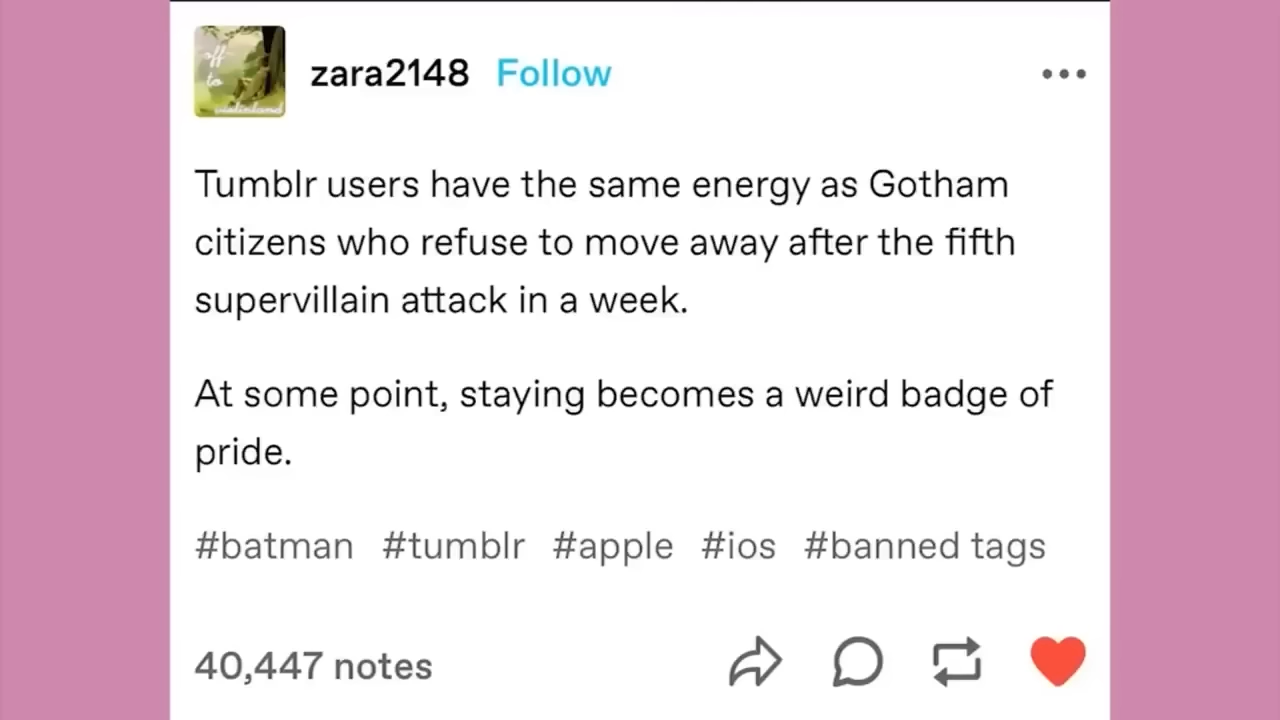 off
to
zara2148 Follow
Tumblr users have the same energy as Gotham
citizens who refuse to move away after the fifth
supervillain attack in a week.
At some point, staying becomes a weird badge of
pride.
#batman #tumblr #apple #ios #banned tags
40,447 notes